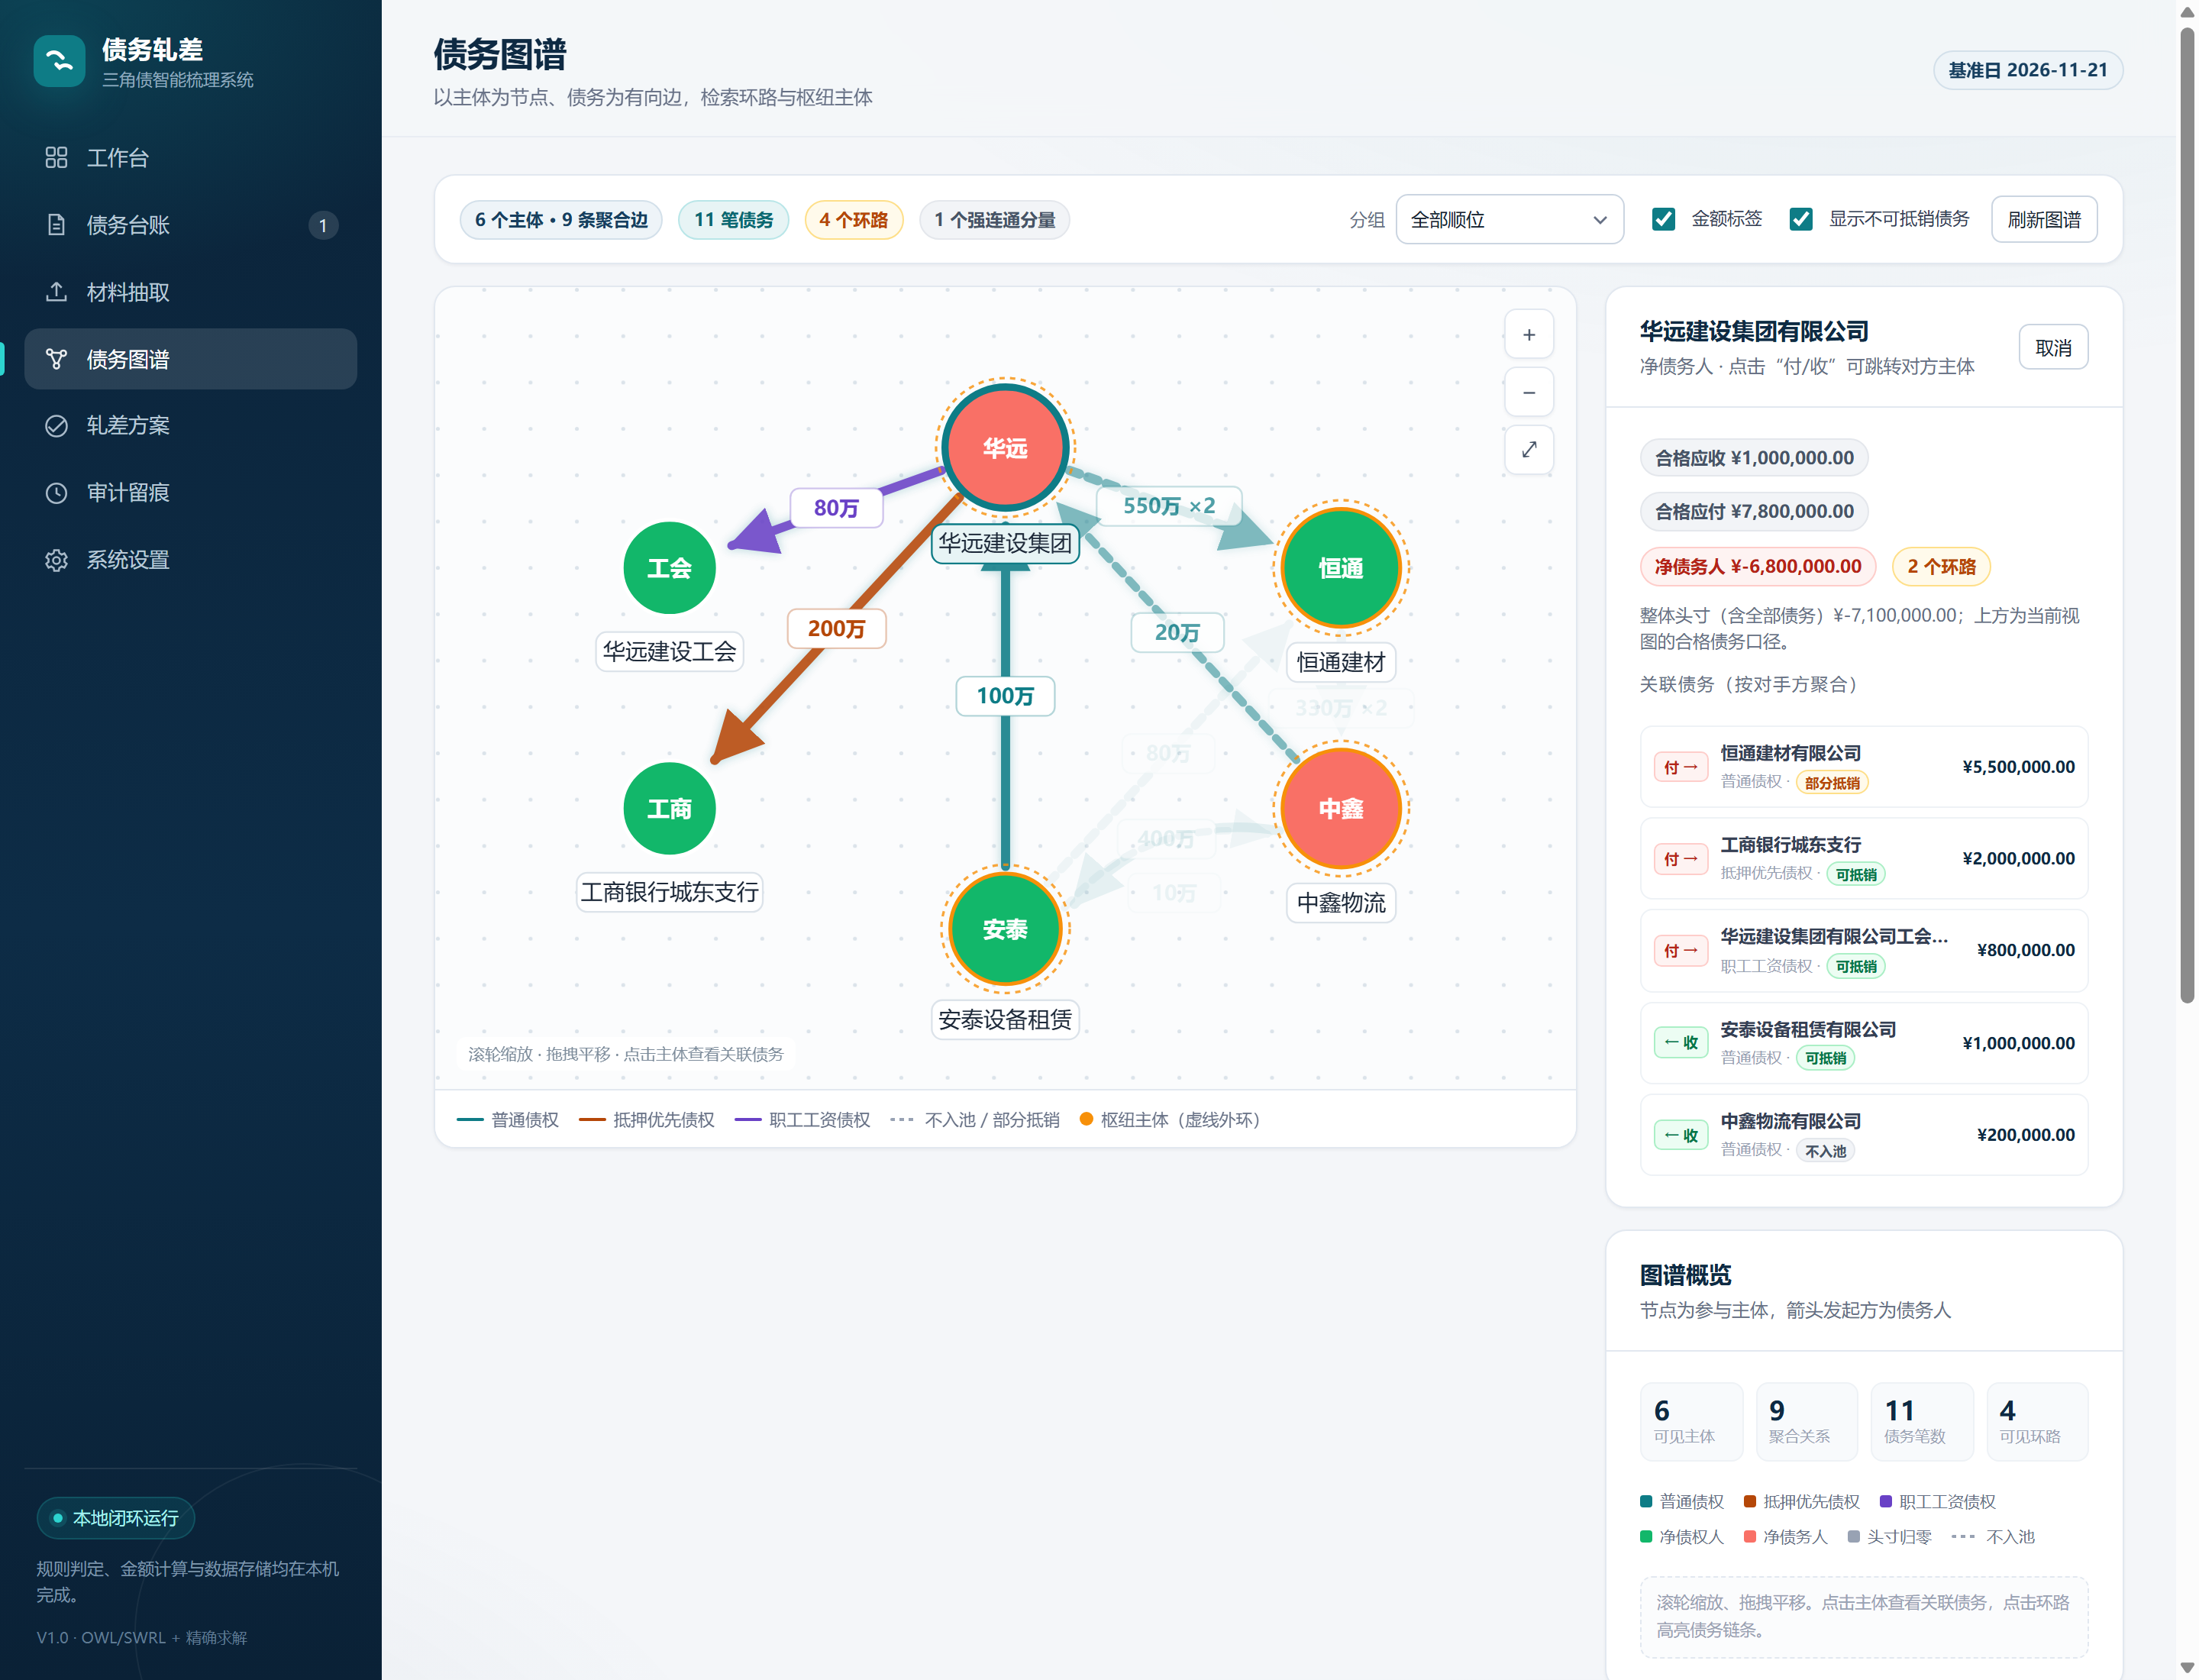 债务轧差
三角债智能梳理系统
工作台
债务台账
1
材料抽取
债务图谱
轧差方案
审计留痕
系统设置
本地闭环运行
规则判定、金额计算与数据存储均在本机
完成。
V1.0 · OWL/SWRL + 精确求解
债务图谱
以主体为节点、债务为有向边，检索环路与枢纽主体
基准日 2026-11-21
6 个主体 · 9 条聚合边
11 笔债务
4 个环路
1 个强连通分量
分组
全部顺位
金额标签
显示不可抵销债务
刷新图谱
+
−
华远
华远建设集团
80万
550万 ×2
工会
华远建设工会
恒通
恒通建材
200万
20万
100万
330万 ×2
80万
工商
工商银行城东支行
中鑫
中鑫物流
400万
10万
安泰
安泰设备租赁
滚轮缩放 · 拖拽平移 · 点击主体查看关联债务
普通债权
抵押优先债权
职工工资债权
不入池 / 部分抵销
枢纽主体（虚线外环）
华远建设集团有限公司
净债务人 · 点击“付/收”可跳转对方主体
取消
合格应收 ¥1,000,000.00
合格应付 ¥7,800,000.00
净债务人 ¥-6,800,000.00
2 个环路
整体头寸（含全部债务）¥-7,100,000.00；上方为当前视
图的合格债务口径。
关联债务（按对手方聚合）
付 →
恒通建材有限公司
普通债权 · 部分抵销
¥5,500,000.00
付 →
工商银行城东支行
抵押优先债权 · 可抵销
¥2,000,000.00
付 →
华远建设集团有限公司工会...
职工工资债权 · 可抵销
¥800,000.00
← 收
安泰设备租赁有限公司
普通债权 · 可抵销
¥1,000,000.00
← 收
中鑫物流有限公司
普通债权 · 不入池
¥200,000.00
图谱概览
节点为参与主体，箭头发起方为债务人
6
可见主体
9
聚合关系
11
债务笔数
4
可见环路
普通债权
抵押优先债权
职工工资债权
净债权人
净债务人
头寸归零
不入池
滚轮缩放、拖拽平移。点击主体查看关联债务，点击环路
高亮债务链条。